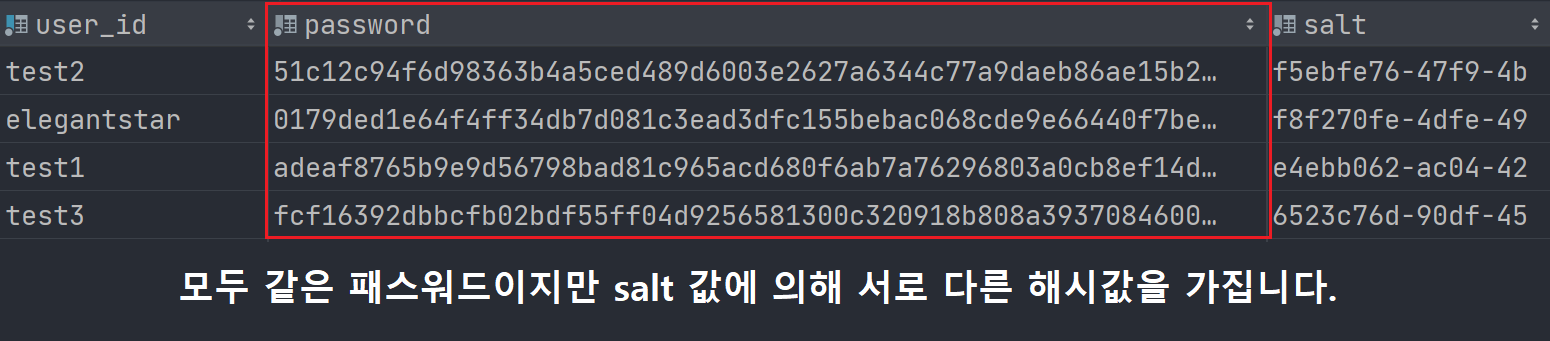 user_id password salt
test2 51c12c94f6d98363b4a5ced489d6003e2627a6344c77a9daeb86ae15b2… f5ebfe76-47f9-4b
elegantstar 0179ded1e64f4ff34db7d081c3ead3dfc155bebac068cde9e66440f7be… f8f270fe-4dfe-49
test1 adeaf8765b9e9d56798bad81c965acd680f6ab7a76296803a0cb8ef14d… e4ebb062-ac04-42
test3 fcf16392dbbcfb02bdf55ff04d9256581300c320918b808a3937084600… 6523c76d-90df-45
모두 같은 패스워드이지만 salt 값에 의해 서로 다른 해시값을 가집니다.